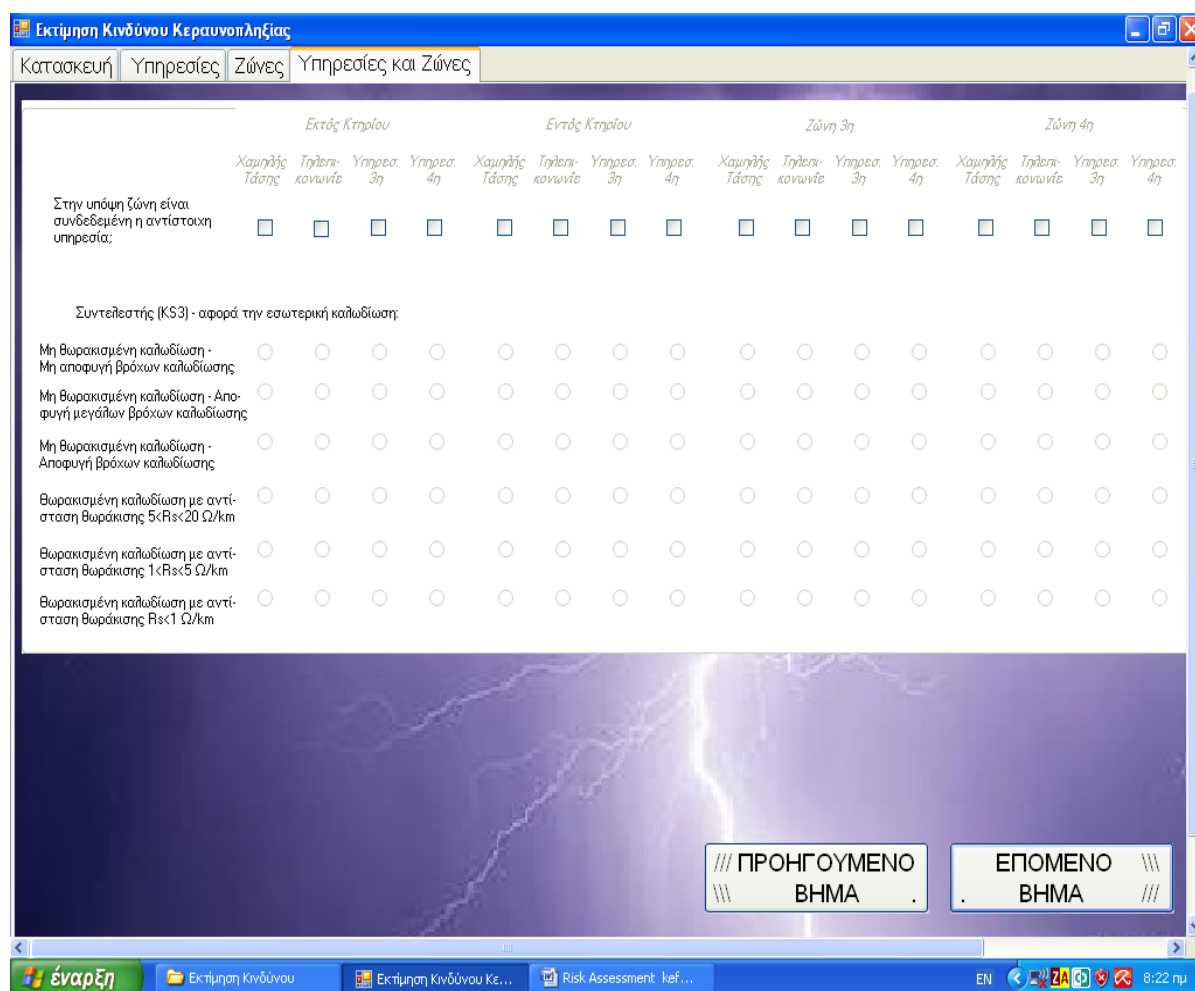 Εκτίμηση Κινδύνου Κεραυνοπληξίας
Κατασκευή Υπηρεσίες Ζώνες Υπηρεσίες και Ζώνες
Εκτός Κτηρίου Εντός Κτηρίου Ζώνη 3η Ζώνη 4η
Χαμηλής Τηλεπι- Υπηρεσ. Υπηρεσ. Χαμηλής Τηλεπι- Υπηρεσ. Υπηρεσ. Χαμηλής Τηλεπι- Υπηρεσ. Υπηρεσ. Χαμηλής Τηλεπι- Υπηρεσ. Υπηρεσ.
Τάσης κονωνίε 3η 4η Τάσης κονωνίε 3η 4η Τάσης κονωνίε 3η 4η Τάσης κονωνίε 3η 4η
Στην υπόψη ζώνη είναι
συνδεδεμένη η αντίστοιχη
υπηρεσία;
Συντελεστής (KS3) - αφορά την εσωτερική καλωδίωση:
Μη θωρακισμένη καλωδίωση -
Μη αποφυγή βρόχων καλωδίωσης
Μη θωρακισμένη καλωδίωση - Απο-
φυγή μεγάλων βρόχων καλωδίωσης
Μη θωρακισμένη καλωδίωση -
Αποφυγή βρόχων καλωδίωσης
Θωρακισμένη καλωδίωση με αντί-
σταση θωράκισης 5<Rs<20 Ω/km
Θωρακισμένη καλωδίωση με αντί-
σταση θωράκισης 1<Rs<5 Ω/km
Θωρακισμένη καλωδίωση με αντί-
σταση θωράκισης Rs<1 Ω/km
/// ΠΡΟΗΓΟΥΜΕΝΟ
\\\ ΒΗΜΑ .
ΕΠΟΜΕΝΟ \\\
. ΒΗΜΑ ///
έναρξη Εκτίμηση Κινδύνου Εκτίμηση Κινδύνου Κε... Risk Assessment kef... EN ZA 8:22 πμ